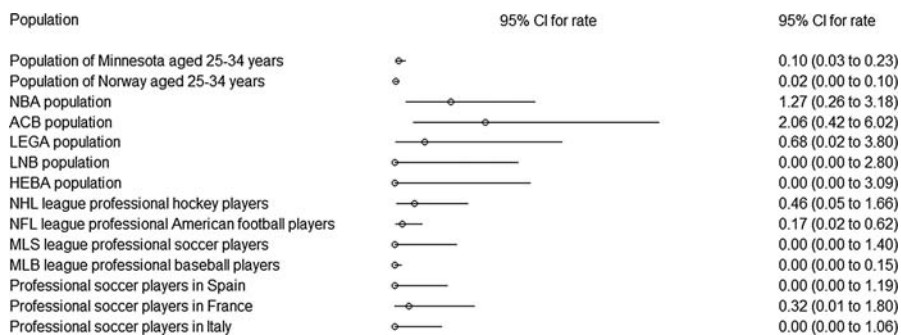 Population 95% CI for rate 95% CI for rate
Population of Minnesota aged 25-34 years 0.10 (0.03 to 0.23)
Population of Norway aged 25-34 years 0.02 (0.00 to 0.10)
NBA population 1.27 (0.26 to 3.18)
ACB population 2.06 (0.42 to 6.02)
LEGA population 0.68 (0.02 to 3.80)
LNB population 0.00 (0.00 to 2.80)
HEBA population 0.00 (0.00 to 3.09)
NHL league professional hockey players 0.46 (0.05 to 1.66)
NFL league professional American football players 0.17 (0.02 to 0.62)
MLS league professional soccer players 0.00 (0.00 to 1.40)
MLB league professional baseball players 0.00 (0.00 to 0.15)
Professional soccer players in Spain 0.00 (0.00 to 1.19)
Professional soccer players in France 0.32 (0.01 to 1.80)
Professional soccer players in Italy 0.00 (0.00 to 1.06)